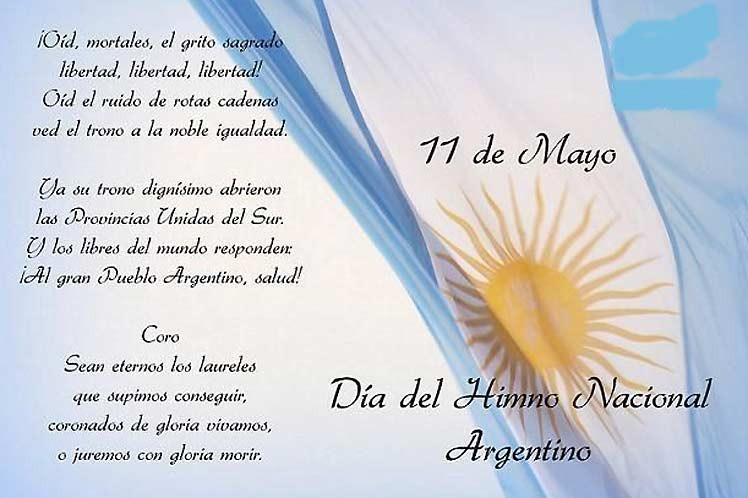 ¡Oíd, mortales, el grito sagrado
libertad, libertad, libertad!
Oíd el ruido de rotas cadenas
ved el trono a la noble igualdad.
Ya su trono dignísimo abrieron
las Provincias Unidas del Sur.
Y los libres del mundo responden:
¡Al gran Pueblo Argentino, salud!
Coro
Sean eternos los laureles
que supimos conseguir,
coronados de gloria vivamos,
o juremos con gloria morir.
11 de Mayo
Día del Himno Nacional
Argentino